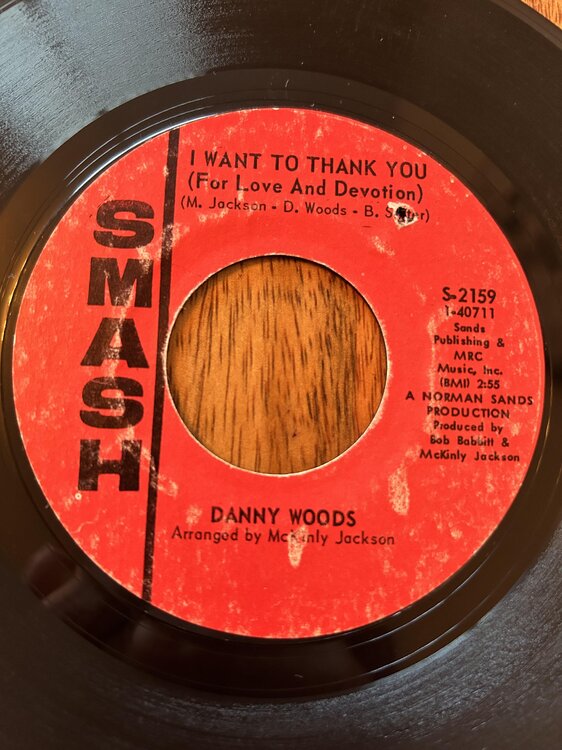 I WANT TO THANK YOU
(For Love And Devotion)
(M. Jackson - D. Woods - B.
SMASH
S-2159
1-40711
Sands
Publishing &
MRC
Music, Inc.
(BMI) 2:55
A NORMAN SANDS
PRODUCTION
Produced by
Bob Babbitt &
McKinly Jackson
DANNY WOODS
Arranged by McKinly Jackson